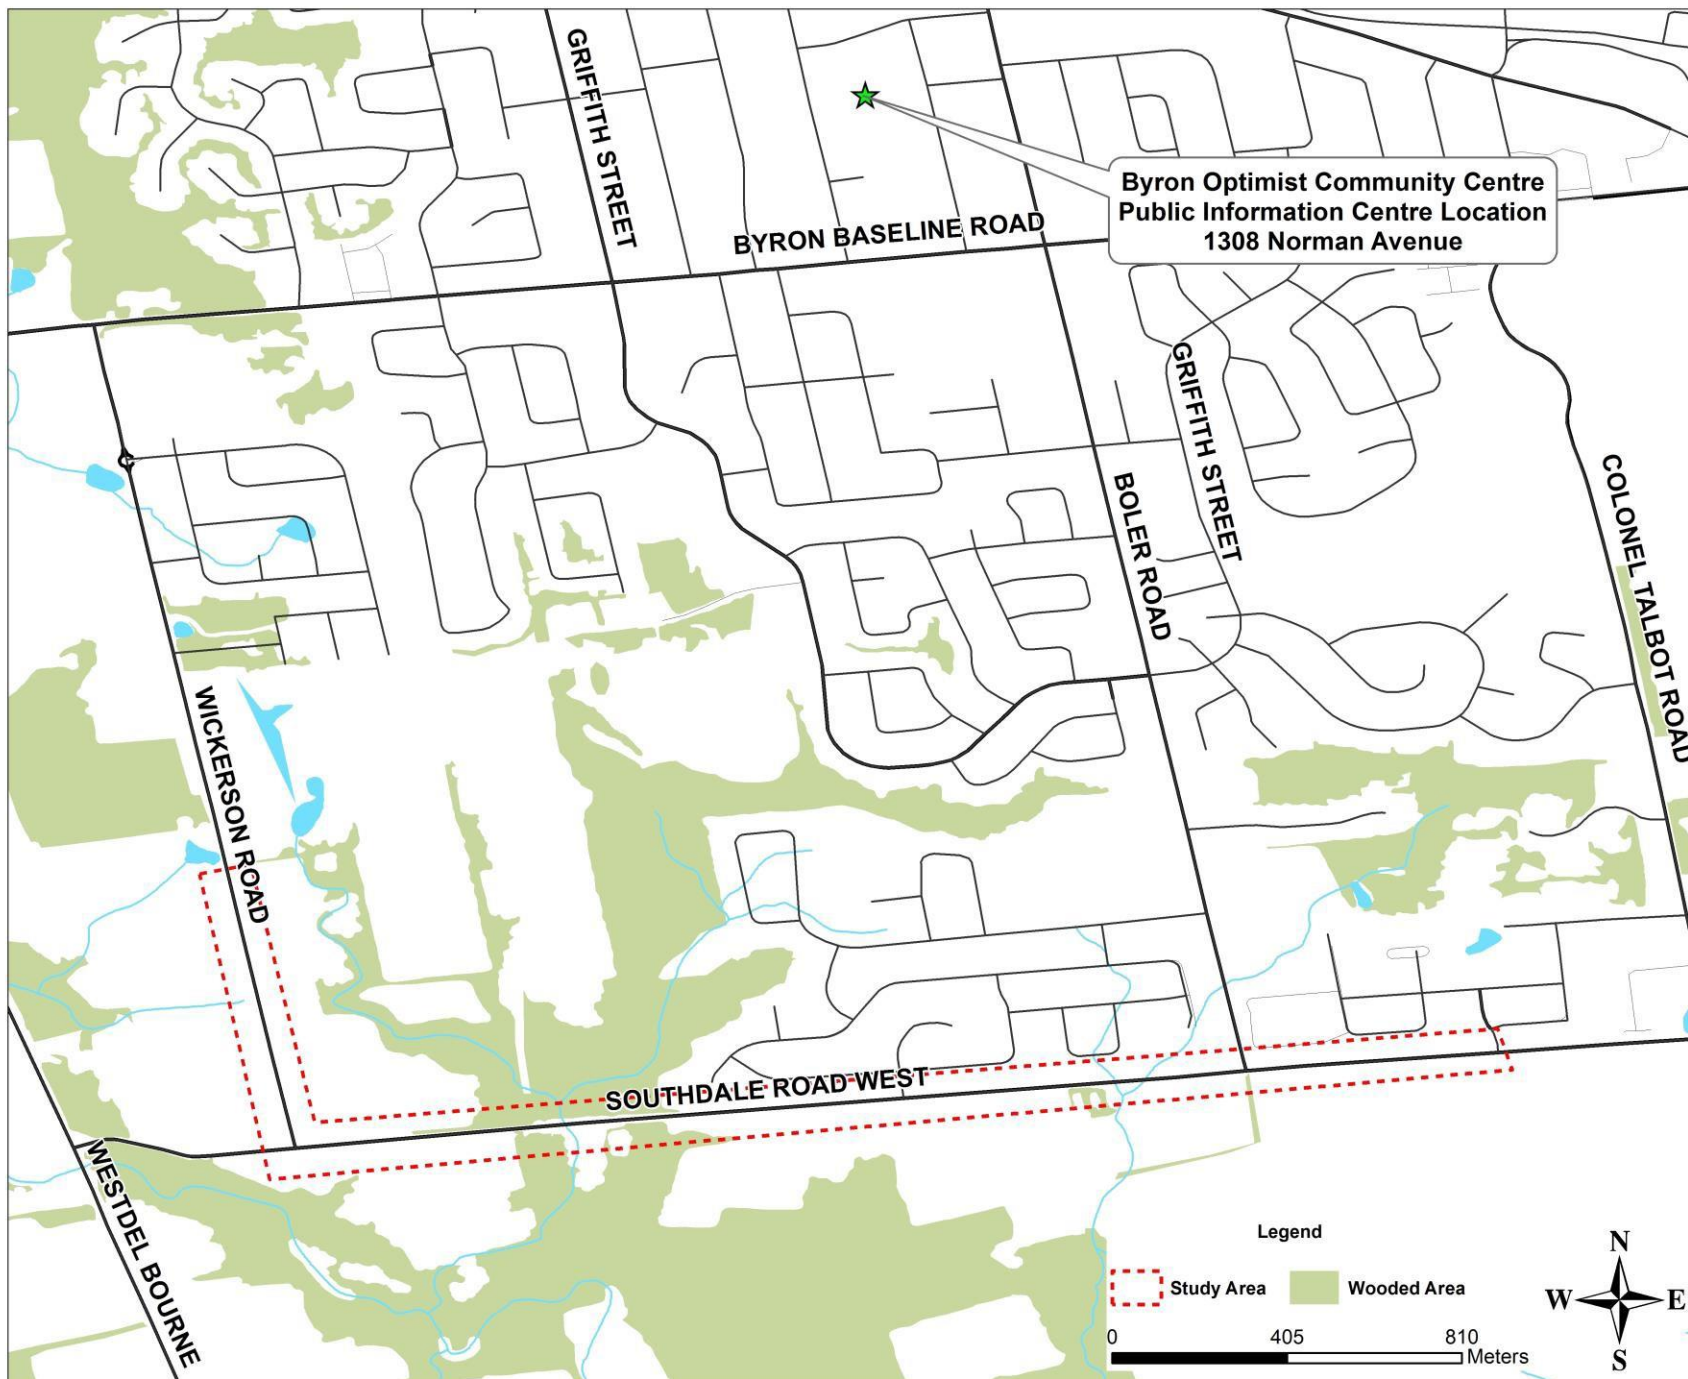 GRIFFITH STREET
Byron Optimist Community Centre
Public Information Centre Location
1308 Norman Avenue
BYRON BASELINE ROAD
GRIFFITH STREET
BOLER ROAD
COLONEL TALBOT ROAD
WICKERSON ROAD
SOUTHDALE ROAD WEST
WESTDEL BOURNE
Legend
Study Area
Wooded Area
0 405 810
Meters
N
W E
S